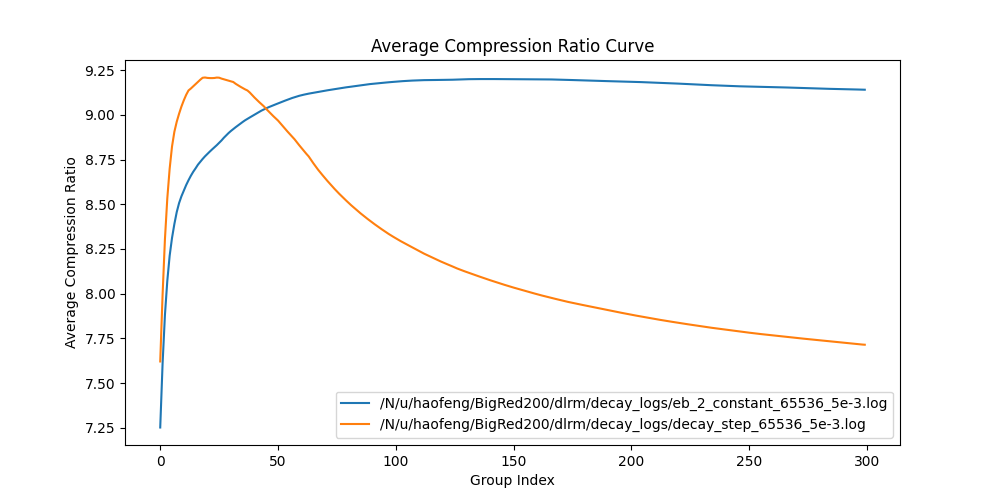 Average Compression Ratio Curve
Average Compression Ratio
9.25
9.00
8.75
8.50
8.25
8.00
7.75
7.50
7.25
/N/u/haofeng/BigRed200/dlrm/decay_logs/eb_2_constant_65536_5e-3.log
/N/u/haofeng/BigRed200/dlrm/decay_logs/decay_step_65536_5e-3.log
0 50 100 150 200 250 300
Group Index